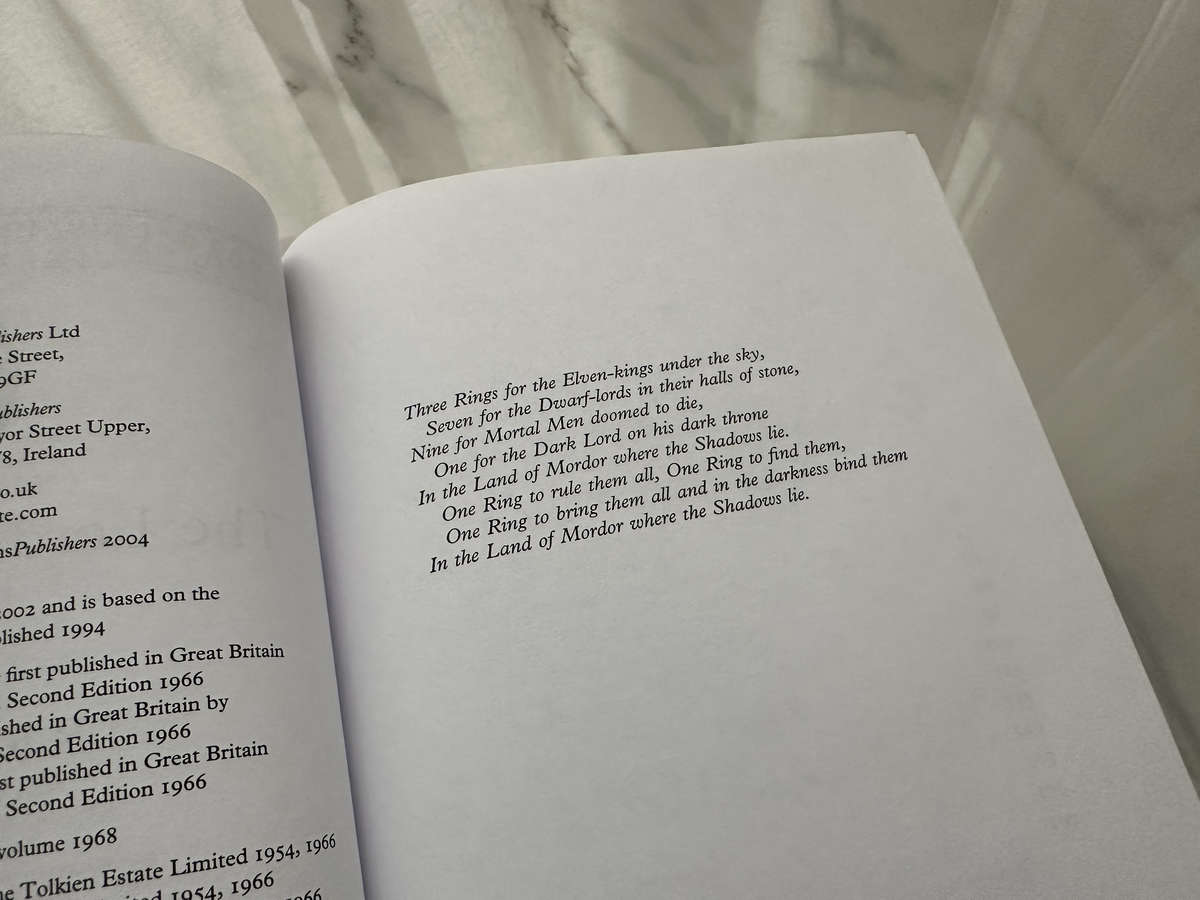 ishers Ltd
Street,
9GF
ublishers
yor Street Upper,
8, Ireland
o.uk
te.com
nsPublishers 2004
2002 and is based on the
lished 1994
first published in Great Britain
Second Edition 1966
shed in Great Britain by
Second Edition 1966
st published in Great Britain
Second Edition 1966
volume 1968
e Tolkien Estate Limited 1954, 1966
ited 1954, 1966
966
Three Rings for the Elven-kings under the sky,
Seven for the Dwarf-lords in their halls of stone,
Nine for Mortal Men doomed to die,
One for the Dark Lord on his dark throne
In the Land of Mordor where the Shadows lie.
One Ring to rule them all, One Ring to find them,
One Ring to bring them all and in the darkness bind them
In the Land of Mordor where the Shadows lie.